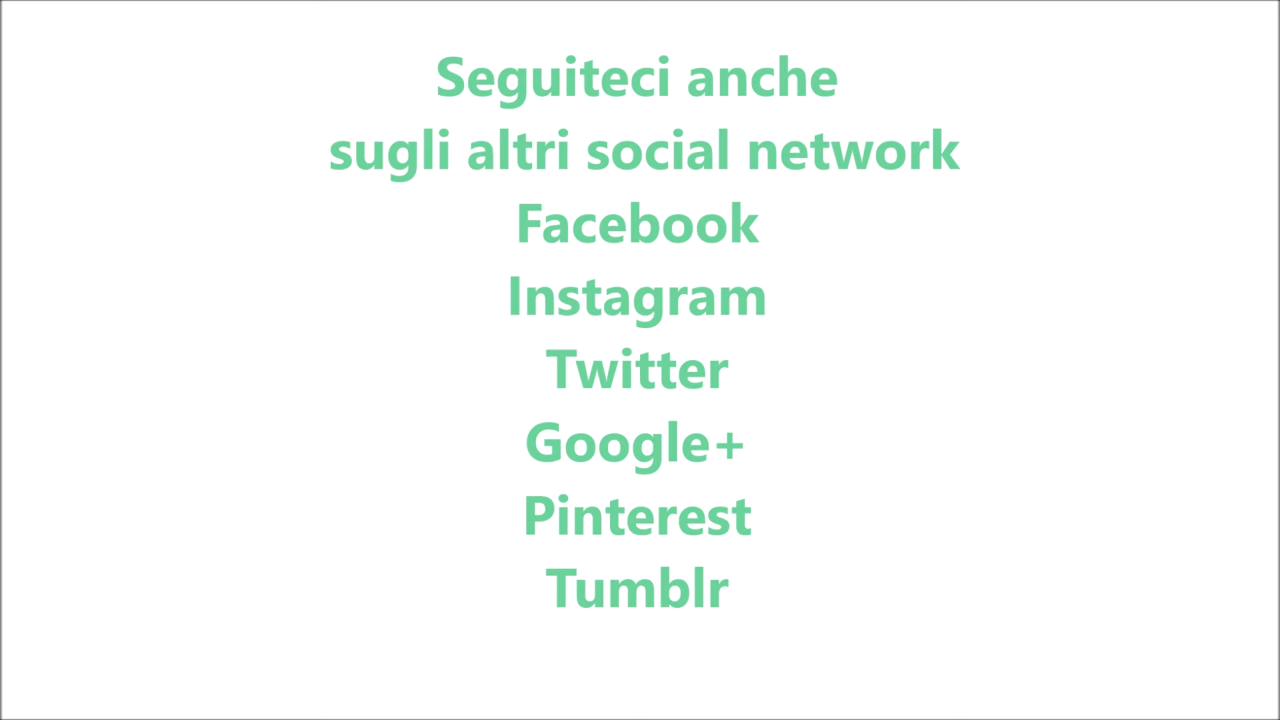 Seguiteci anche
sugli altri social network
Facebook
Instagram
Twitter
Google+
Pinterest
Tumblr